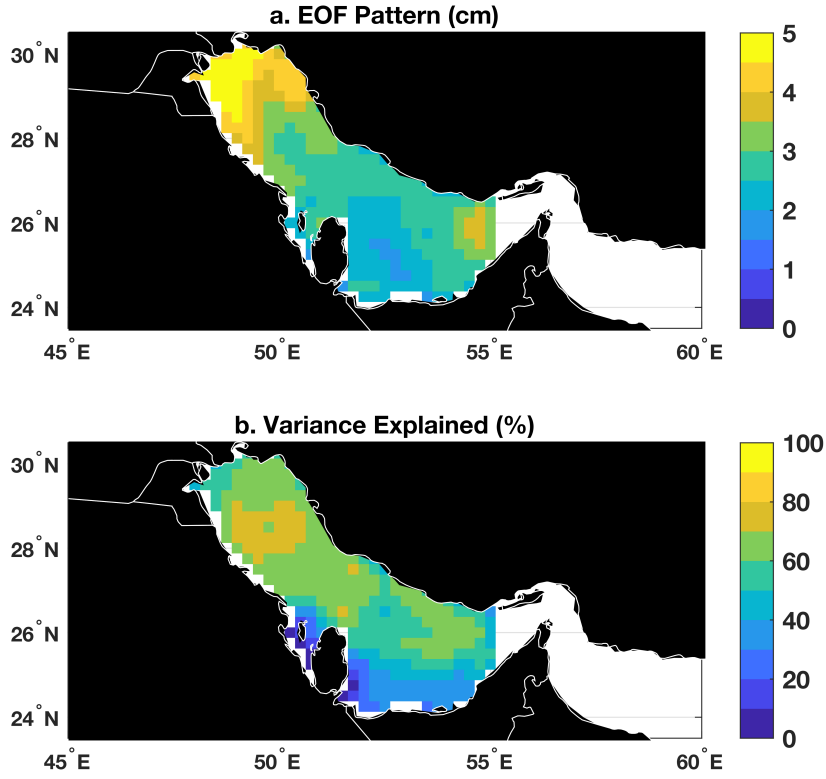 a. EOF Pattern (cm)
30° N
28° N
26° N
24° N
45° E
50° E
55° E
60° E
5
4
3
2
1
0
b. Variance Explained (%)
30° N
28° N
26° N
24° N
45° E
50° E
55° E
60° E
100
80
60
40
20
0